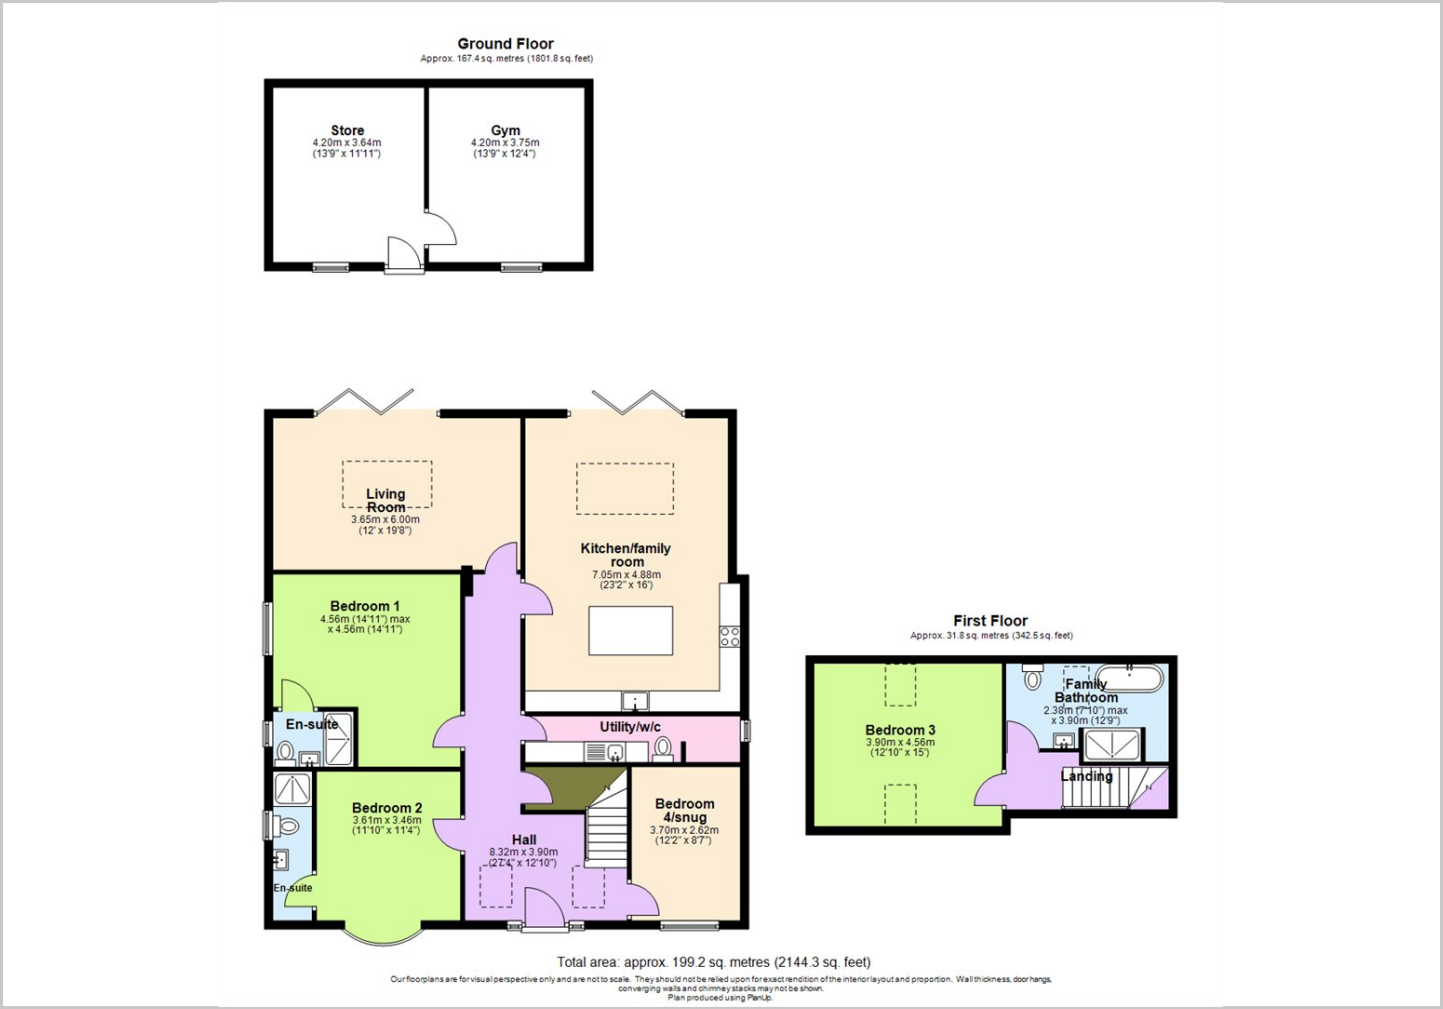 Ground Floor
Approx. 167.4 sq. metres (1801.8 sq. feet)
Store
4.20m x 3.64m
(13'9" x 11'11")
Gym
4.20m x 3.75m
(13'9" x 12'4")
Living
Room
3.65m x 6.00m
(12' x 19'8")
Kitchen/family
room
7.05m x 4.88m
(23'2" x 16')
Bedroom 1
4.56m (14'11") max
x 4.56m (14'11")
En-suite
Utility/w/c
Bedroom 2
3.61m x 3.46m
(11'10" x 11'4")
En-suite
Hall
8.32m x 3.90m
(27'4" x 12'10")
Bedroom
4/snug
3.70m x 2.62m
(12'2" x 8'7")
First Floor
Approx. 31.8 sq. metres (342.5 sq. feet)
Bedroom 3
3.90m x 4.56m
(12'10" x 15')
Family
Bathroom
2.38m (7'10") max
x 3.90m (12'9")
Landing
Total area: approx. 199.2 sq. metres (2144.3 sq. feet)
Our floorplans are for visual perspective only and are not to scale. They should not be relied upon for exact rendition of the interior layout and proportion. Wall thickness, door hangs,
converging walls and chimney stacks may not be shown.
Plan produced using PlanUp.